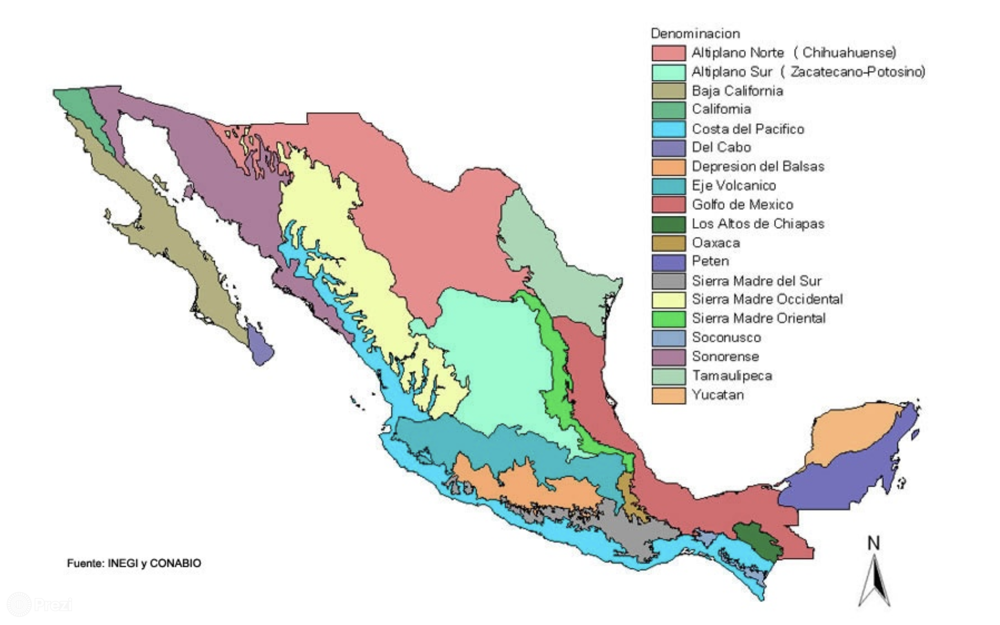 Denominacion
Altiplano Norte ( Chihuahuense)
Altiplano Sur ( Zacatecano-Potosino)
Baja California
California
Costa del Pacifico
Del Cabo
Depresion del Balsas
Eje Volcanico
Golfo de Mexico
Los Altos de Chiapas
Oaxaca
Peten
Sierra Madre del Sur
Sierra Madre Occidental
Sierra Madre Oriental
Soconusco
Sonorense
Tamaulipeca
Yucatan
N
Fuente: INEGI y CONABIO
Prezi